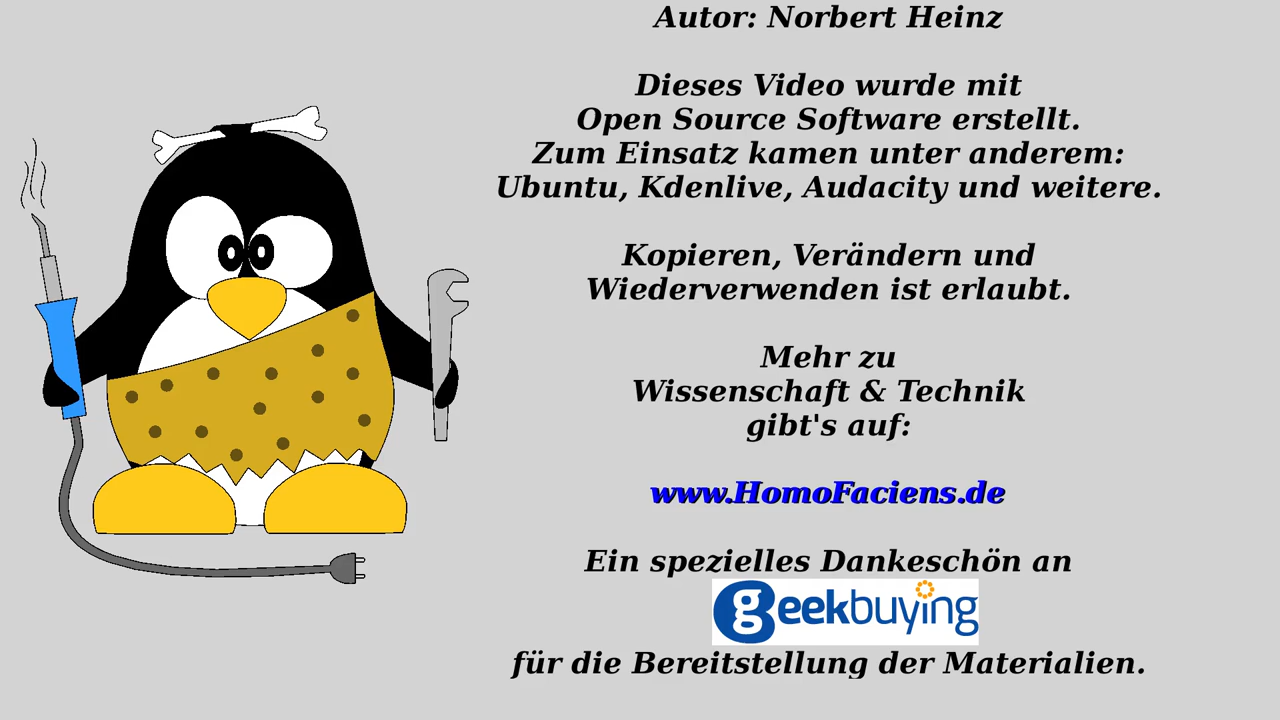 Autor: Norbert Heinz
Dieses Video wurde mit
Open Source Software erstellt.
Zum Einsatz kamen unter anderem:
Ubuntu, Kdenlive, Audacity und weitere.
Kopieren, Verändern und
Wiederverwenden ist erlaubt.
Mehr zu
Wissenschaft & Technik
gibt's auf:
www.HomoFaciens.de
Ein spezielles Dankeschön an
geekbuying
für die Bereitstellung der Materialien.